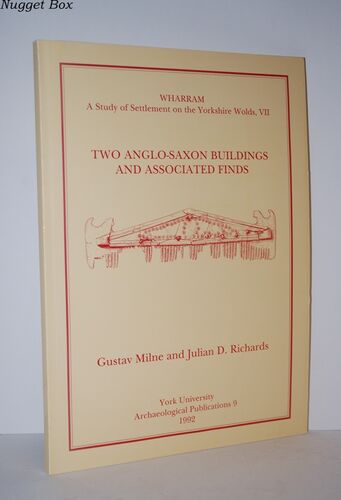 Nugget Box
WHARRAM
A Study of Settlement on the Yorkshire Wolds, VII
TWO ANGLO-SAXON BUILDINGS
AND ASSOCIATED FINDS
Gustav Milne and Julian D. Richards
York University
Archaeological Publications 9
1992